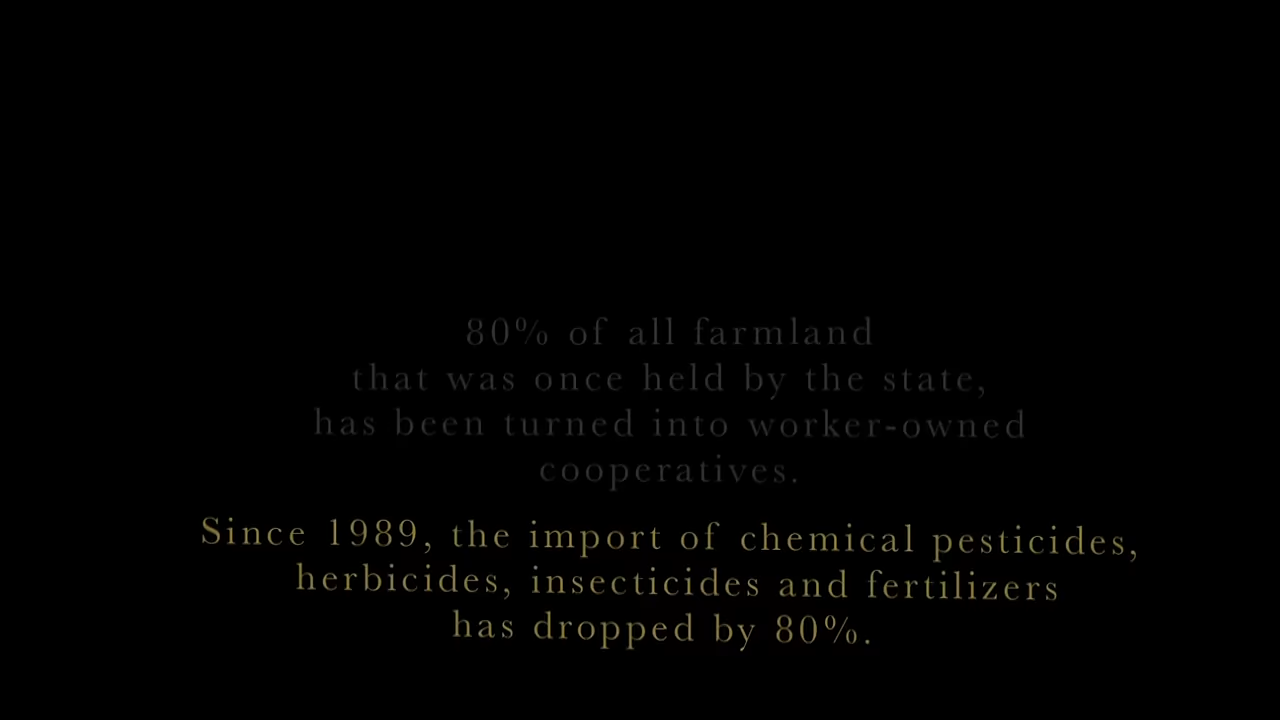 80% of all farmland
that was once held by the state,
has been turned into worker-owned
cooperatives.
Since 1989, the import of chemical pesticides,
herbicides, insecticides and fertilizers
has dropped by 80%.